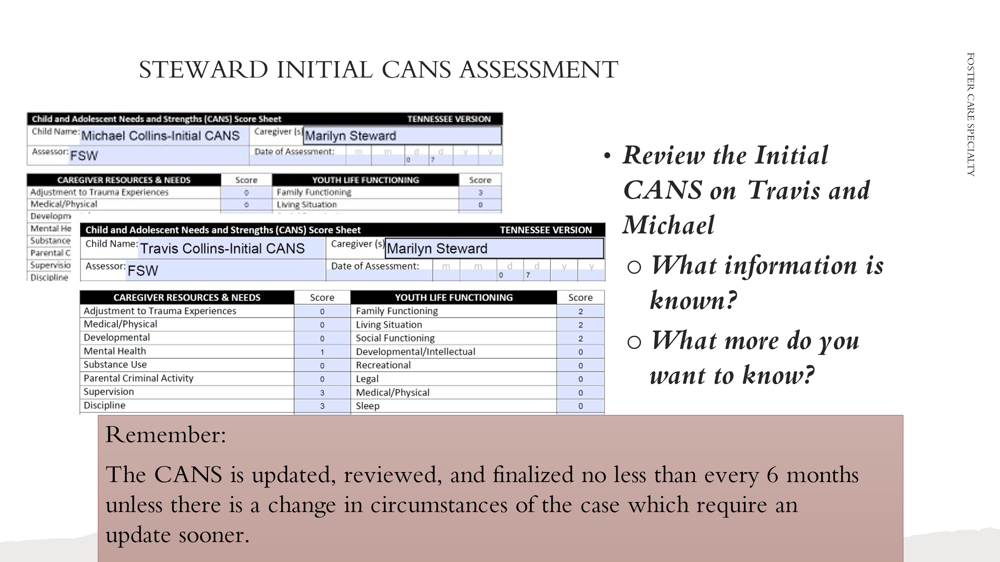 STEWARD INITIAL CANS ASSESSMENT
FOSTER CARE SPECIALTY
Child and Adolescent Needs and Strengths (CANS) Score Sheet TENNESSEE VERSION
Child Name: Michael Collins-Initial CANS Caregiver (s) Marilyn Steward
Assessor: FSW Date of Assessment: m m d d y y
0 7
CAREGIVER RESOURCES & NEEDS Score YOUTH LIFE FUNCTIONING Score
Adjustment to Trauma Experiences 0 Family Functioning 3
Medical/Physical 0 Living Situation 0
Developm
Mental He
Substance
Parental C
Supervisio
Discipline
Child and Adolescent Needs and Strengths (CANS) Score Sheet TENNESSEE VERSION
Child Name: Travis Collins-Initial CANS Caregiver (s) Marilyn Steward
Assessor: FSW Date of Assessment: m m d d y y
0 7
CAREGIVER RESOURCES & NEEDS Score YOUTH LIFE FUNCTIONING Score
Adjustment to Trauma Experiences 0 Family Functioning 2
Medical/Physical 0 Living Situation 2
Developmental 0 Social Functioning 2
Mental Health 1 Developmental/Intellectual 0
Substance Use 0 Recreational 0
Parental Criminal Activity 0 Legal 0
Supervision 3 Medical/Physical 0
Discipline 3 Sleep 0
• Review the Initial
CANS on Travis and
Michael
○ What information is
known?
○ What more do you
want to know?
Remember:
The CANS is updated, reviewed, and finalized no less than every 6 months
unless there is a change in circumstances of the case which require an
update sooner.